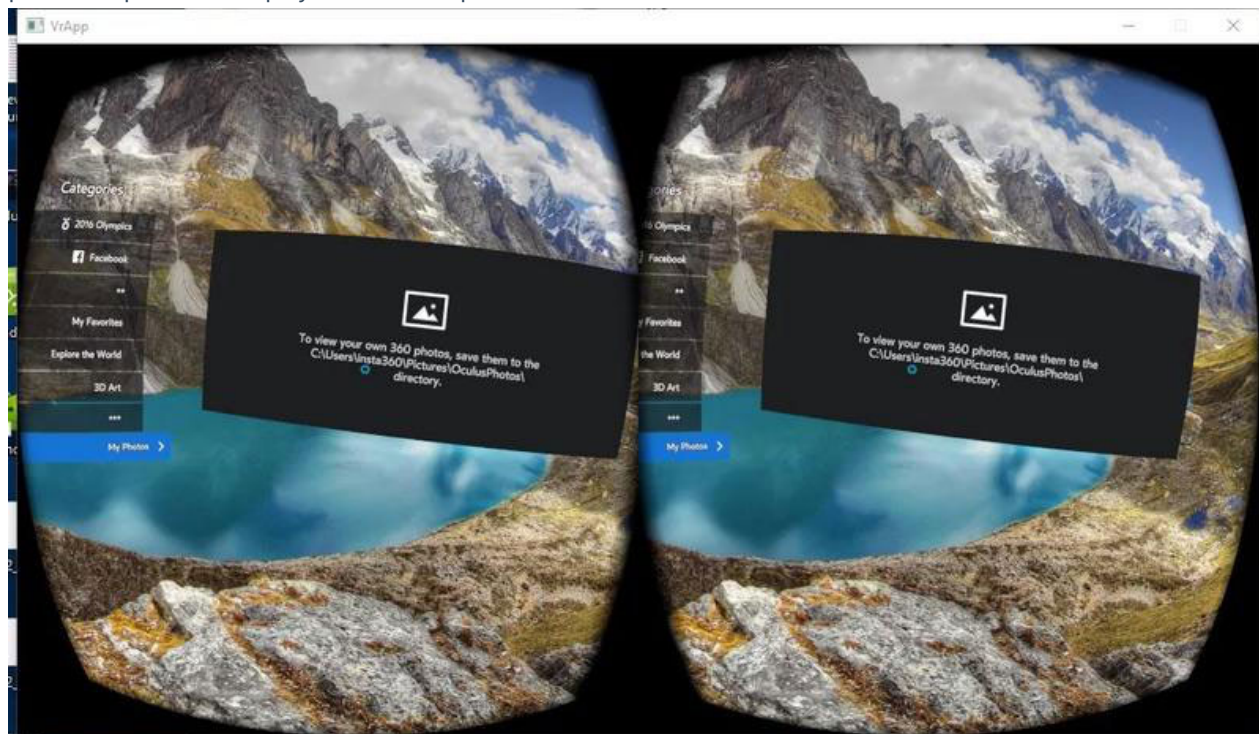 VrApp
Categories
2016 Olympics
Facebook
••
My Favorites
Explore the World
3D Art
•••
My Photos >
To view your own 360 photos, save them to the
C:\Users\insta360\Pictures\OculusPhotos\
directory.
ories
16 Olympics
Facebook
••
y Favorites
the World
3D Art
•••
My Photos >
To view your own 360 photos, save them to the
C:\Users\insta360\Pictures\OculusPhotos\
directory.